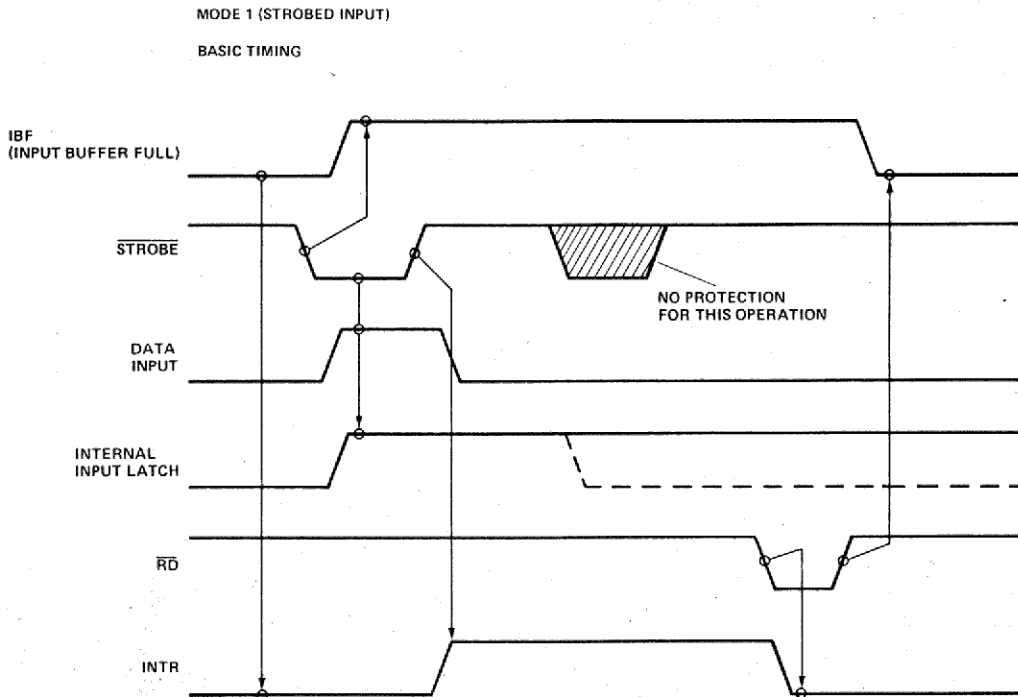 MODE 1 (STROBED INPUT)
BASIC TIMING
IBF
(INPUT BUFFER FULL)
STROBE
NO PROTECTION
FOR THIS OPERATION
DATA
INPUT
INTERNAL
INPUT LATCH
RD
INTR